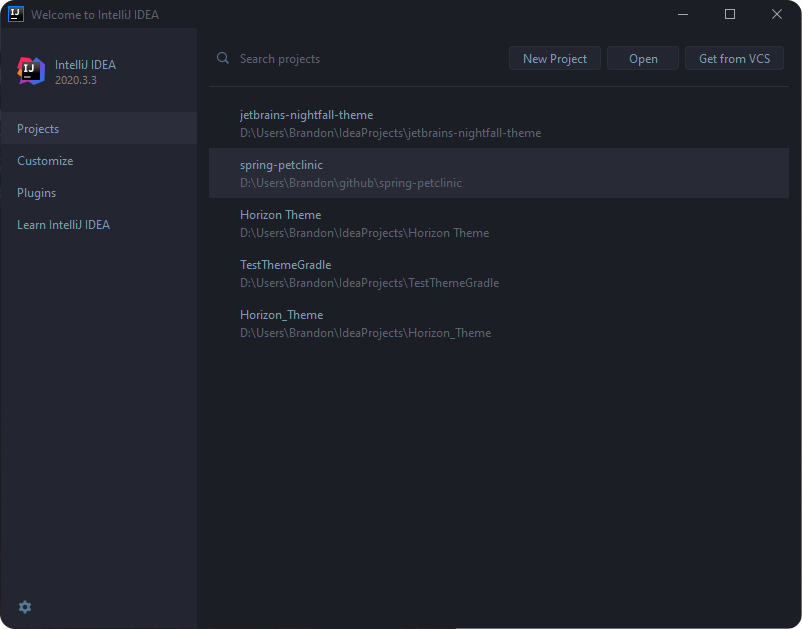 Welcome to IntelliJ IDEA
IntelliJ IDEA
2020.3.3
Projects
Customize
Plugins
Learn IntelliJ IDEA
Search projects
New Project
Open
Get from VCS
jetbrains-nightfall-theme
D:\Users\Brandon\IdeaProjects\jetbrains-nightfall-theme
spring-petclinic
D:\Users\Brandon\github\spring-petclinic
Horizon Theme
D:\Users\Brandon\IdeaProjects\Horizon Theme
TestThemeGradle
D:\Users\Brandon\IdeaProjects\TestThemeGradle
Horizon_Theme
D:\Users\Brandon\IdeaProjects\Horizon_Theme
IJ
IJ